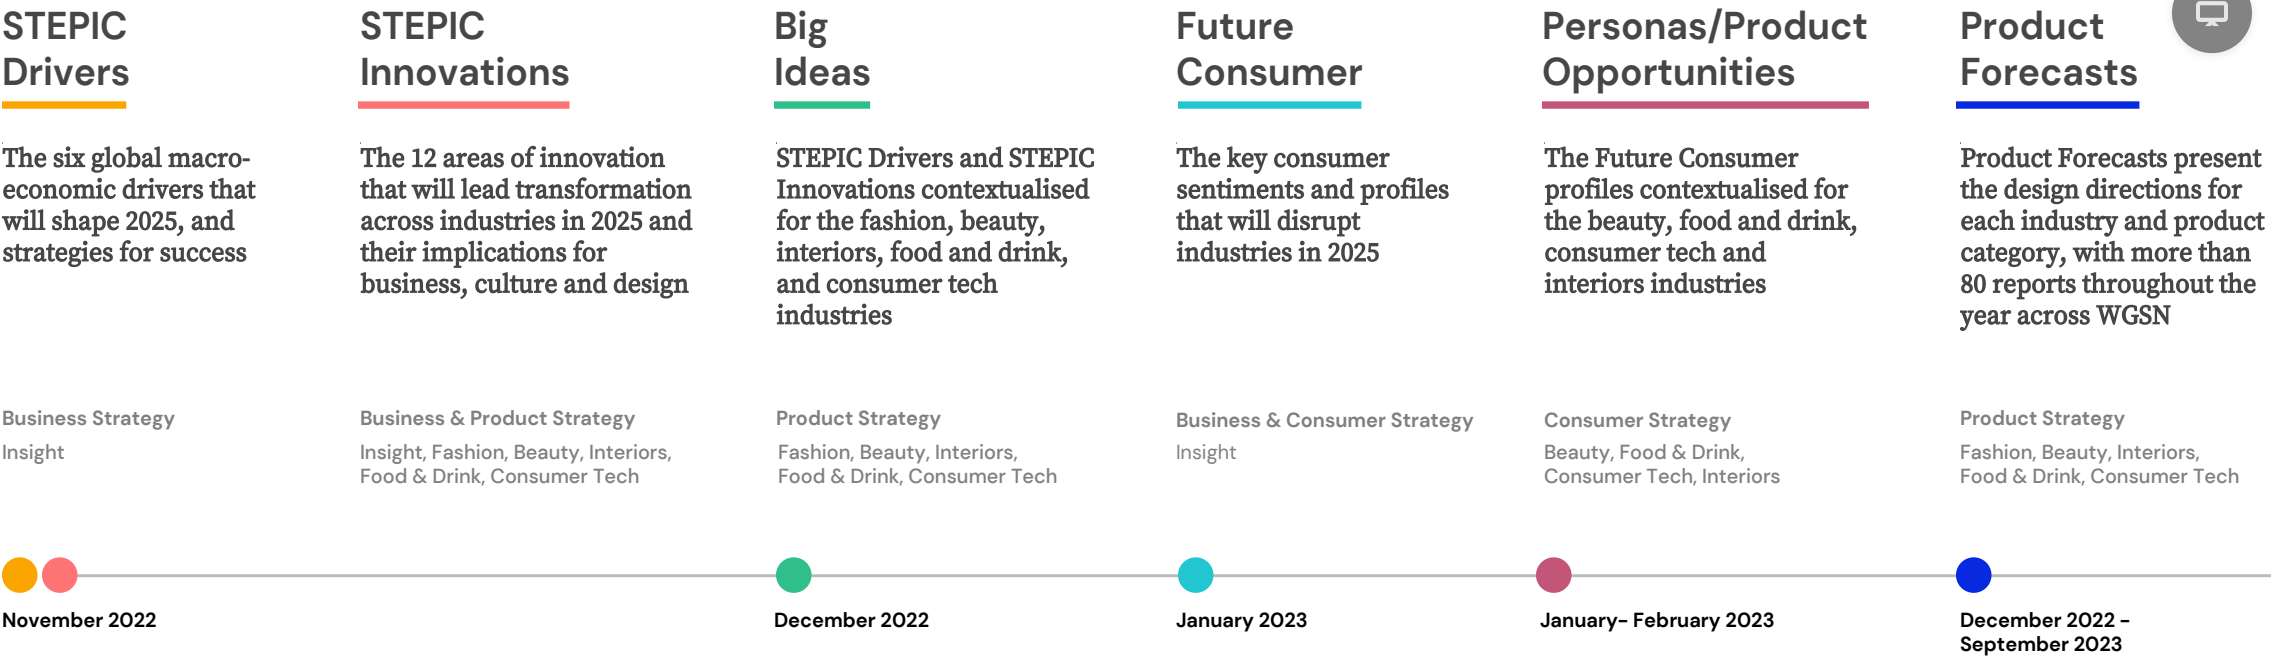 STEPIC
Drivers
The six global macro-
economic drivers that
will shape 2025, and
strategies for success
Business Strategy
Insight
STEPIC
Innovations
The 12 areas of innovation
that will lead transformation
across industries in 2025 and
their implications for
business, culture and design
Business & Product Strategy
Insight, Fashion, Beauty, Interiors,
Food & Drink, Consumer Tech
November 2022
Big
Ideas
STEPIC Drivers and STEPIC
Innovations contextualised
for the fashion, beauty,
interiors, food and drink,
and consumer tech
industries
Product Strategy
Fashion, Beauty, Interiors,
Food & Drink, Consumer Tech
December 2022
Future
Consumer
The key consumer
sentiments and profiles
that will disrupt
industries in 2025
Business & Consumer Strategy
Insight
January 2023
Personas/Product
Opportunities
The Future Consumer
profiles contextualised for
the beauty, food and drink,
consumer tech and
interiors industries
Consumer Strategy
Beauty, Food & Drink,
Consumer Tech, Interiors
January- February 2023
Product
Forecasts
Product Forecasts present
the design directions for
each industry and product
category, with more than
80 reports throughout the
year across WGSN
Product Strategy
Fashion, Beauty, Interiors,
Food & Drink, Consumer Tech
December 2022 -
September 2023